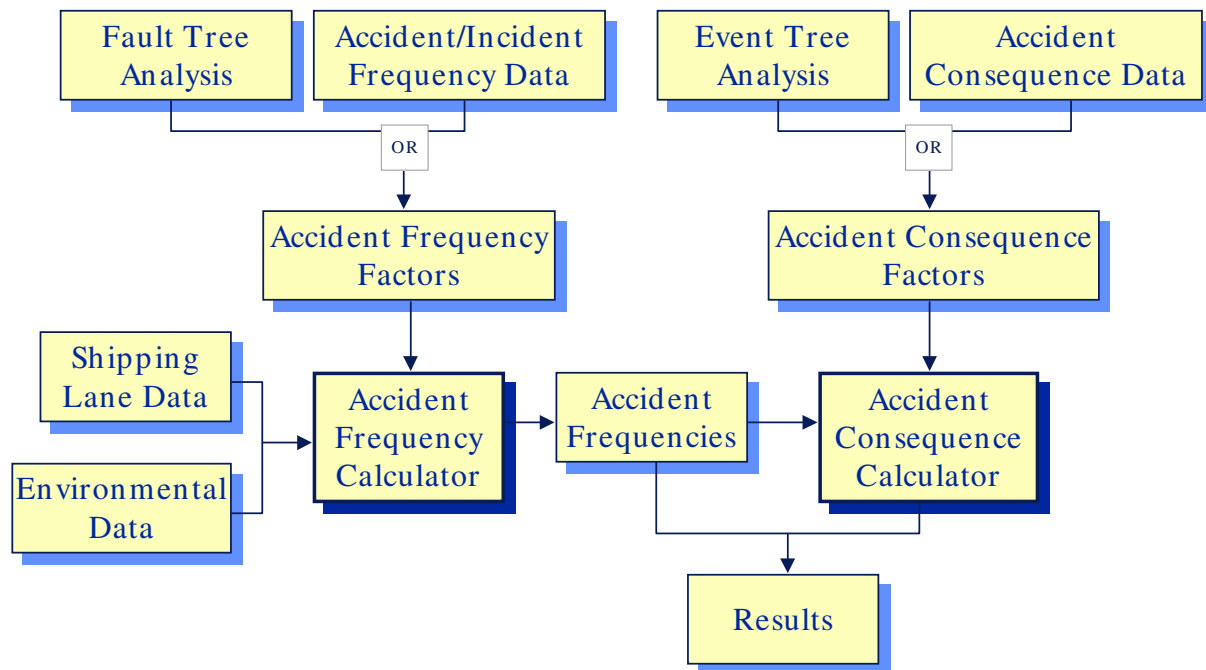 Fault Tree
Analysis
Accident/Incident
Frequency Data
Event Tree
Analysis
Accident
Consequence Data
OR
OR
Accident Frequency
Factors
Accident Consequence
Factors
Shipping
Lane Data
Environmental
Data
Accident
Frequency
Calculator
Accident
Frequencies
Accident
Consequence
Calculator
Results